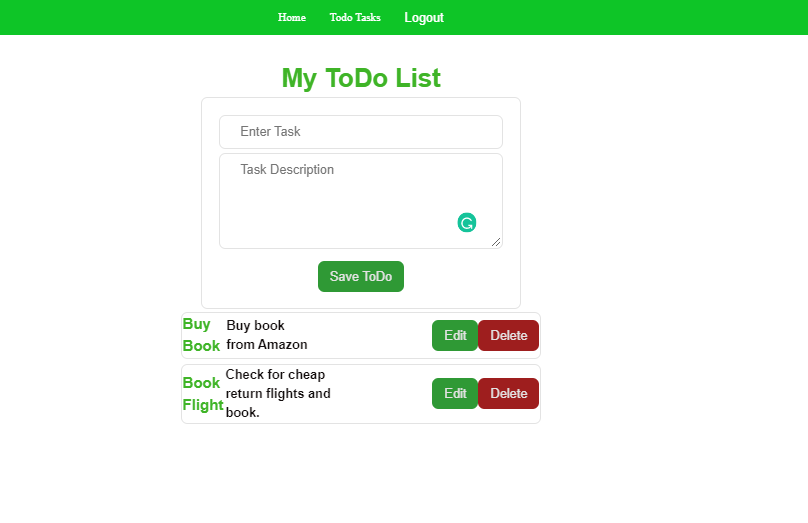 Home Todo Tasks Logout
My ToDo List
Enter Task
Task Description
Save ToDo
Buy
Book
Buy book
from Amazon
Edit Delete
Book
Flight
Check for cheap
return flights and
book.
Edit Delete